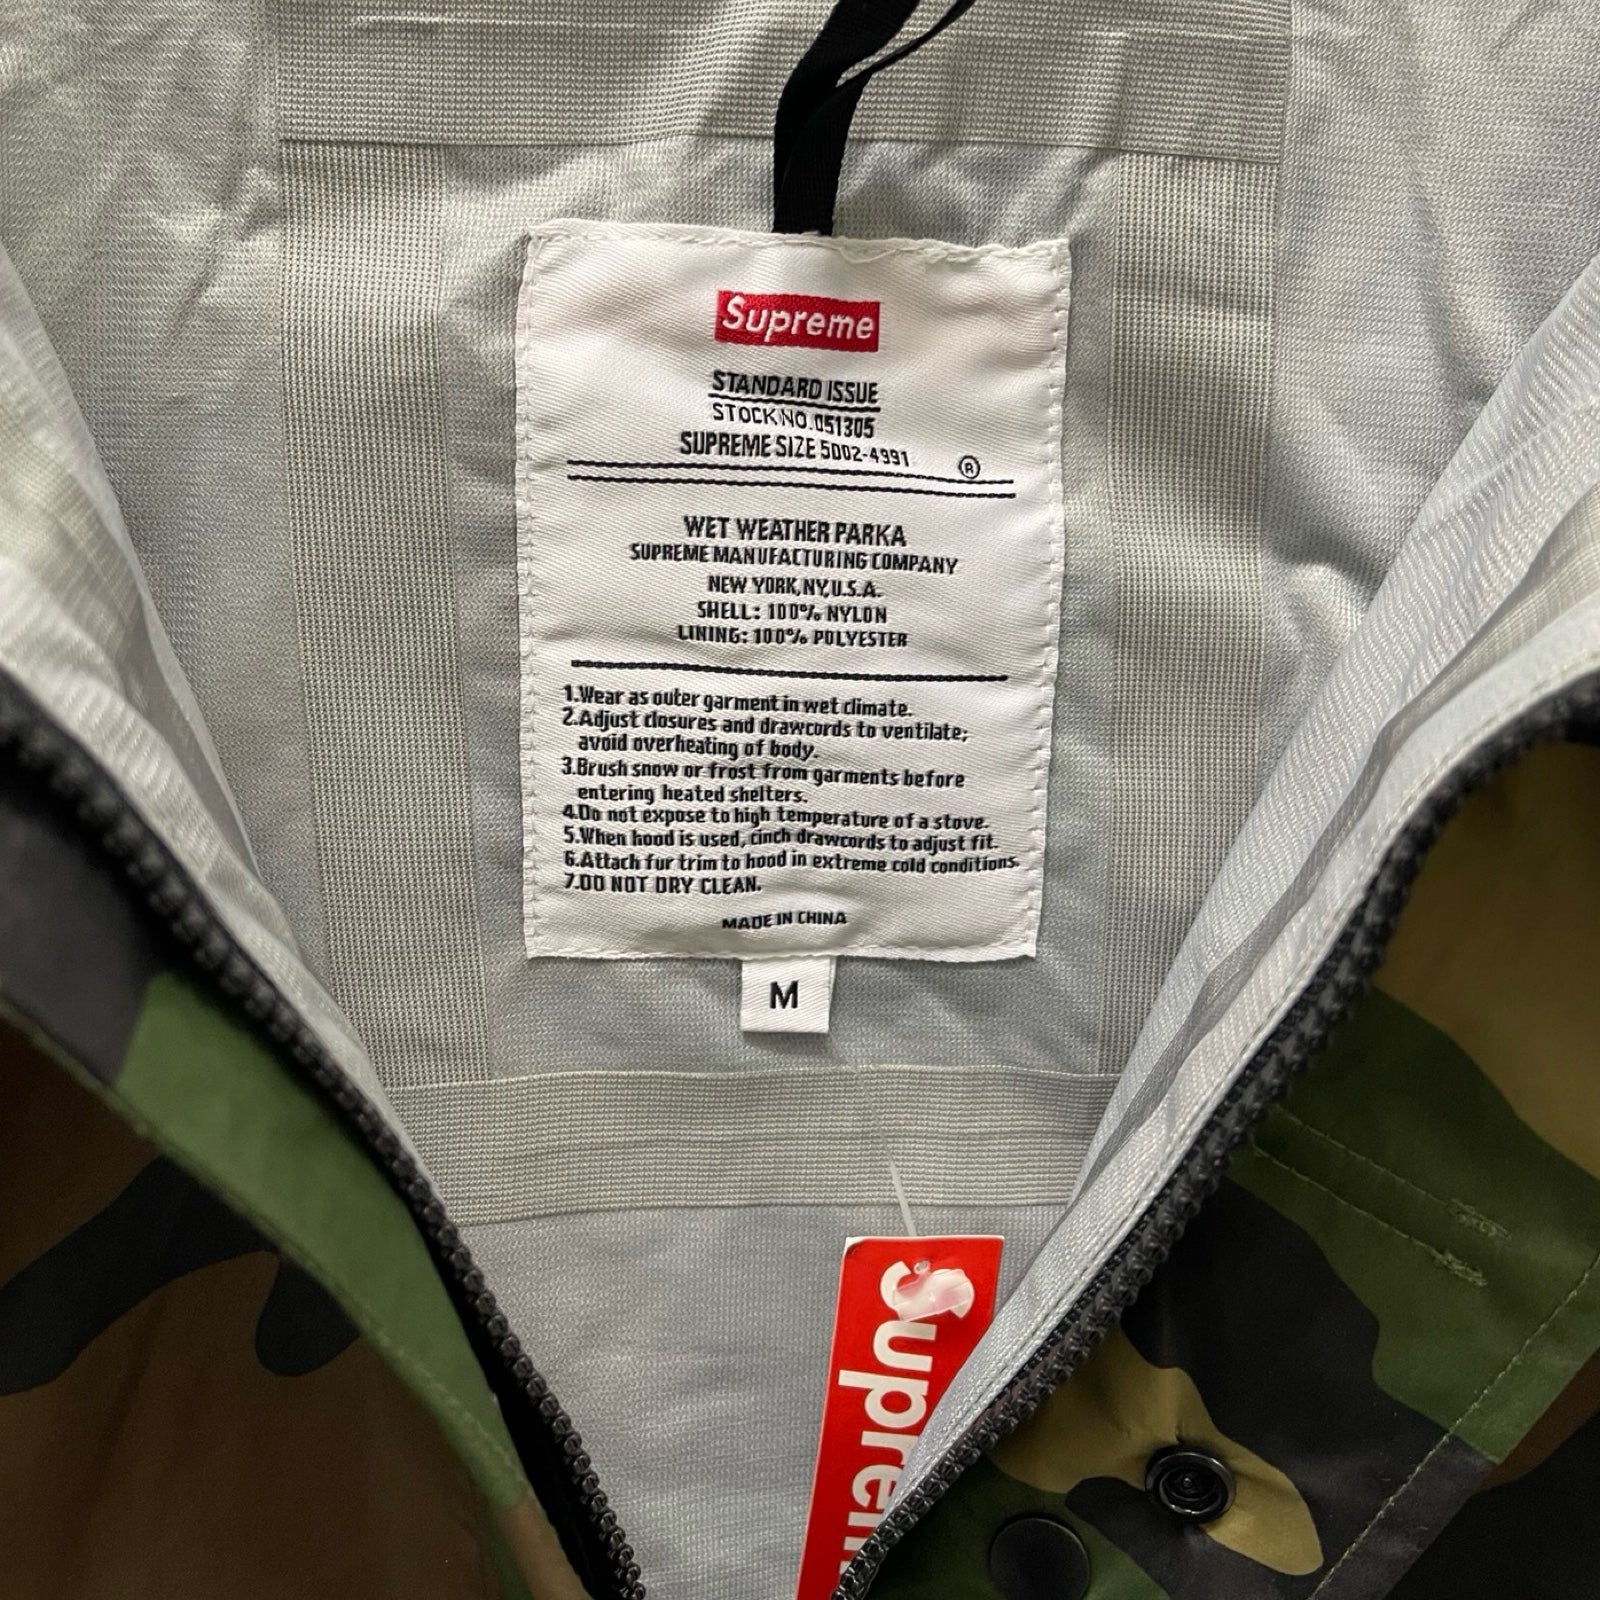 Supreme
STANDARD ISSUE
STOCK NO.051305
SUPREME SIZE 5002-4991 ®
WET WEATHER PARKA
SUPREME MANUFACTURING COMPANY
NEW YORK,NY,U.S.A.
SHELL: 100% NYLON
LINING: 100% POLYESTER
1.Wear as outer garment in wet climate.
2.Adjust closures and drawcords to ventilate;
avoid overheating of body.
3.Brush snow or frost from garments before
entering heated shelters.
4.Do not expose to high temperature of a stove.
5.When hood is used, cinch drawcords to adjust fit.
6.Attach fur trim to hood in extreme cold conditions.
7.DO NOT DRY CLEAN.
MADE IN CHINA
M
Suprem